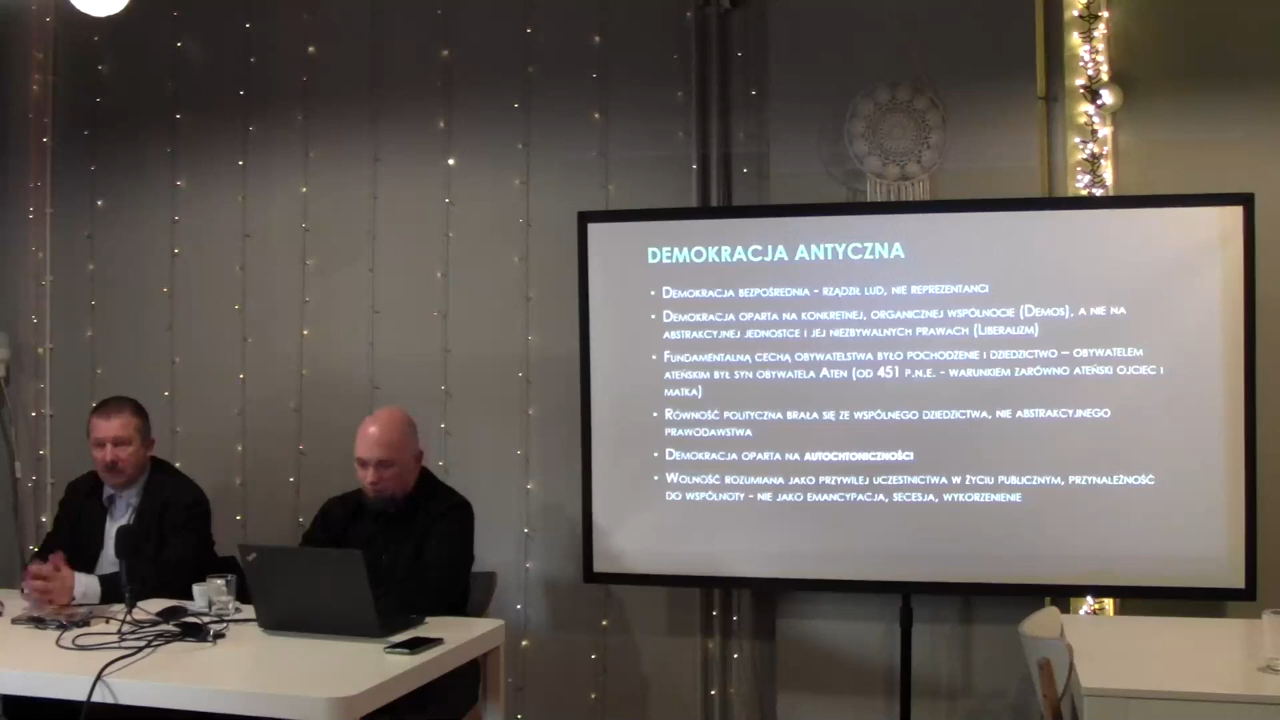 DEMOKRACJA ANTYCZNA
• DEMOKRACJA BEZPOŚREDNIA - RZĄDZIŁ LUD, NIE REPREZENTANCI
• DEMOKRACJA OPARTA NA KONKRETNEJ, ORGANICZNEJ WSPÓLNOCIE (DEMOS), A NIE NA
ABSTRAKCYJNEJ JEDNOSTCE I JEJ NIEZBYWALNYCH PRAWACH (LIBERALIZM)
• FUNDAMENTALNĄ CECHĄ OBYWATELSTWA BYŁO POCHODZENIE I DZIEDZICTWO – OBYWATELEM
ATEŃSKIM BYŁ SYN OBYWATELA ATEN (OD 451 P.N.E. - WARUNKIEM ZARÓWNO ATEŃSKI OJCIEC I
MATKA)
• RÓWNOŚĆ POLITYCZNA BRAŁA SIĘ ZE WSPÓLNEGO DZIEDZICTWA, NIE ABSTRAKCYJNEGO
PRAWODAWSTWA
• DEMOKRACJA OPARTA NA AUTOCHTONICZNOŚCI
• WOLNOŚĆ ROZUMIANA JAKO PRZYWILEJ UCZESTNICTWA W ŻYCIU PUBLICZNYM, PRZYNALEŻNOŚĆ
DO WSPÓLNOTY - NIE JAKO EMANCYPACJA, SECESJA, WYKORZENIENIE